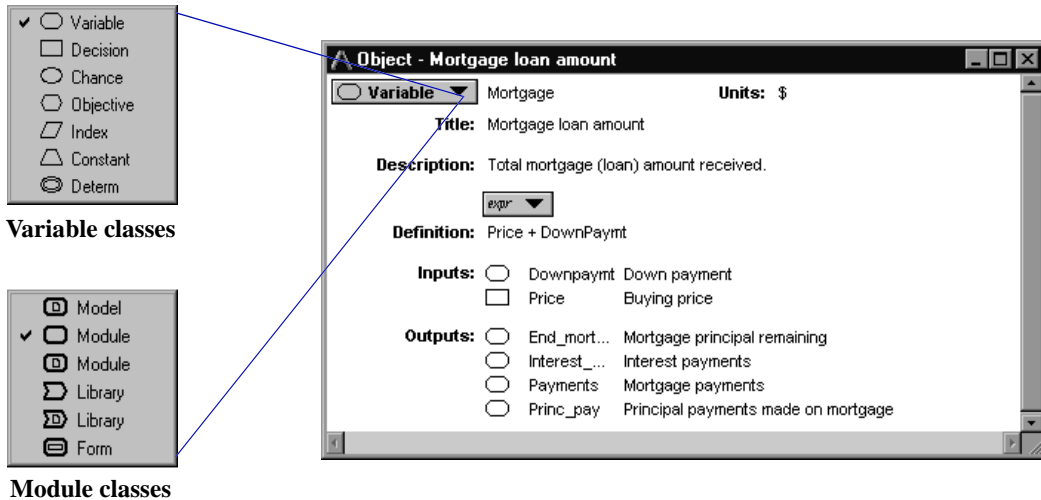 Variable
Decision
Chance
Objective
Index
Constant
Determ
Variable classes
Model
Module
Module
Library
Library
Form
Module classes
Object - Mortgage loan amount
Variable Mortgage Units: $
Title: Mortgage loan amount
Description: Total mortgage (loan) amount received.
expr
Definition: Price + DownPaymt
Inputs: Downpaymt Down payment
Price Buying price
Outputs: End_mort... Mortgage principal remaining
Interest_... Interest payments
Payments Mortgage payments
Princ_pay Principal payments made on mortgage